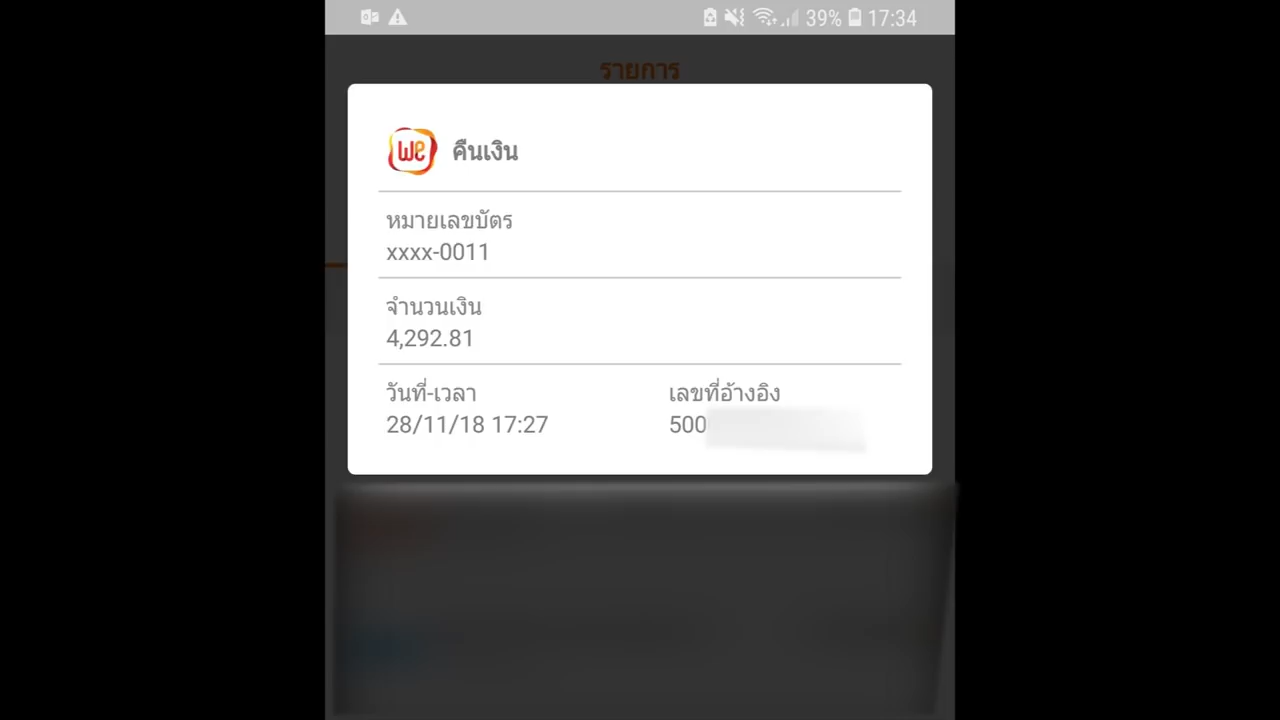 39% 17:34
รายการ
We คืนเงิน
หมายเลขบัตร
xxxx-0011
จำนวนเงิน
4,292.81
วันที่-เวลา เลขที่อ้างอิง
28/11/18 17:27 500